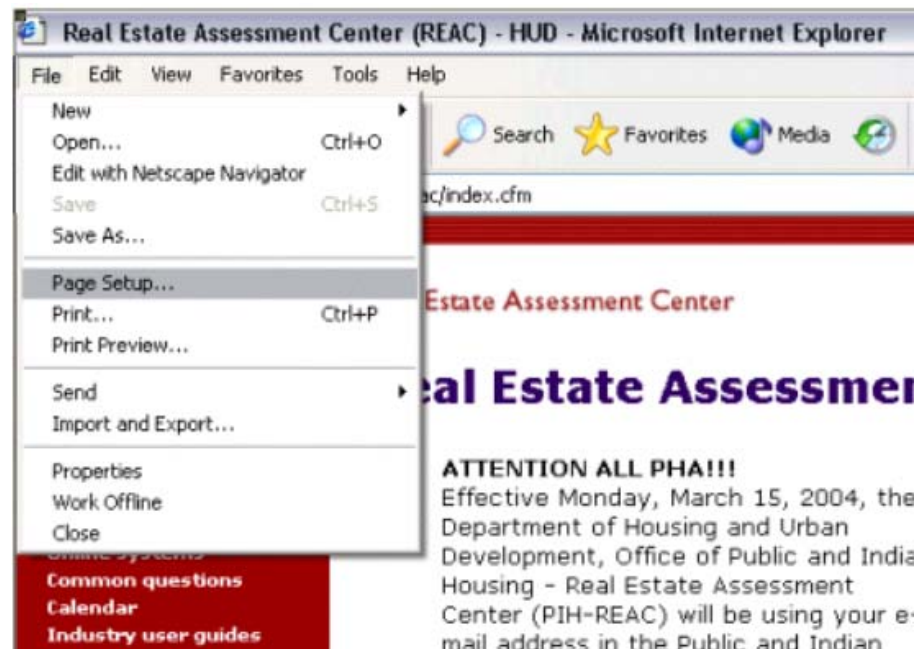 Real Estate Assessment Center (REAC) - HUD - Microsoft Internet Explorer
File Edit View Favorites Tools Help
New
Open... Ctrl+O
Edit with Netscape Navigator
Save Ctrl+S
Save As...
Page Setup...
Print... Ctrl+P
Print Preview...
Send
Import and Export...
Properties
Work Offline
Close
Search Favorites Media
ac/index.cfm
Estate Assessment Center
eal Estate Assessmen
ATTENTION ALL PHA!!!
Effective Monday, March 15, 2004, the
Department of Housing and Urban
Development, Office of Public and India
Housing - Real Estate Assessment
Center (PIH-REAC) will be using your e-
mail address in the Public and Indian
Online systems
Common questions
Calendar
Industry user guides